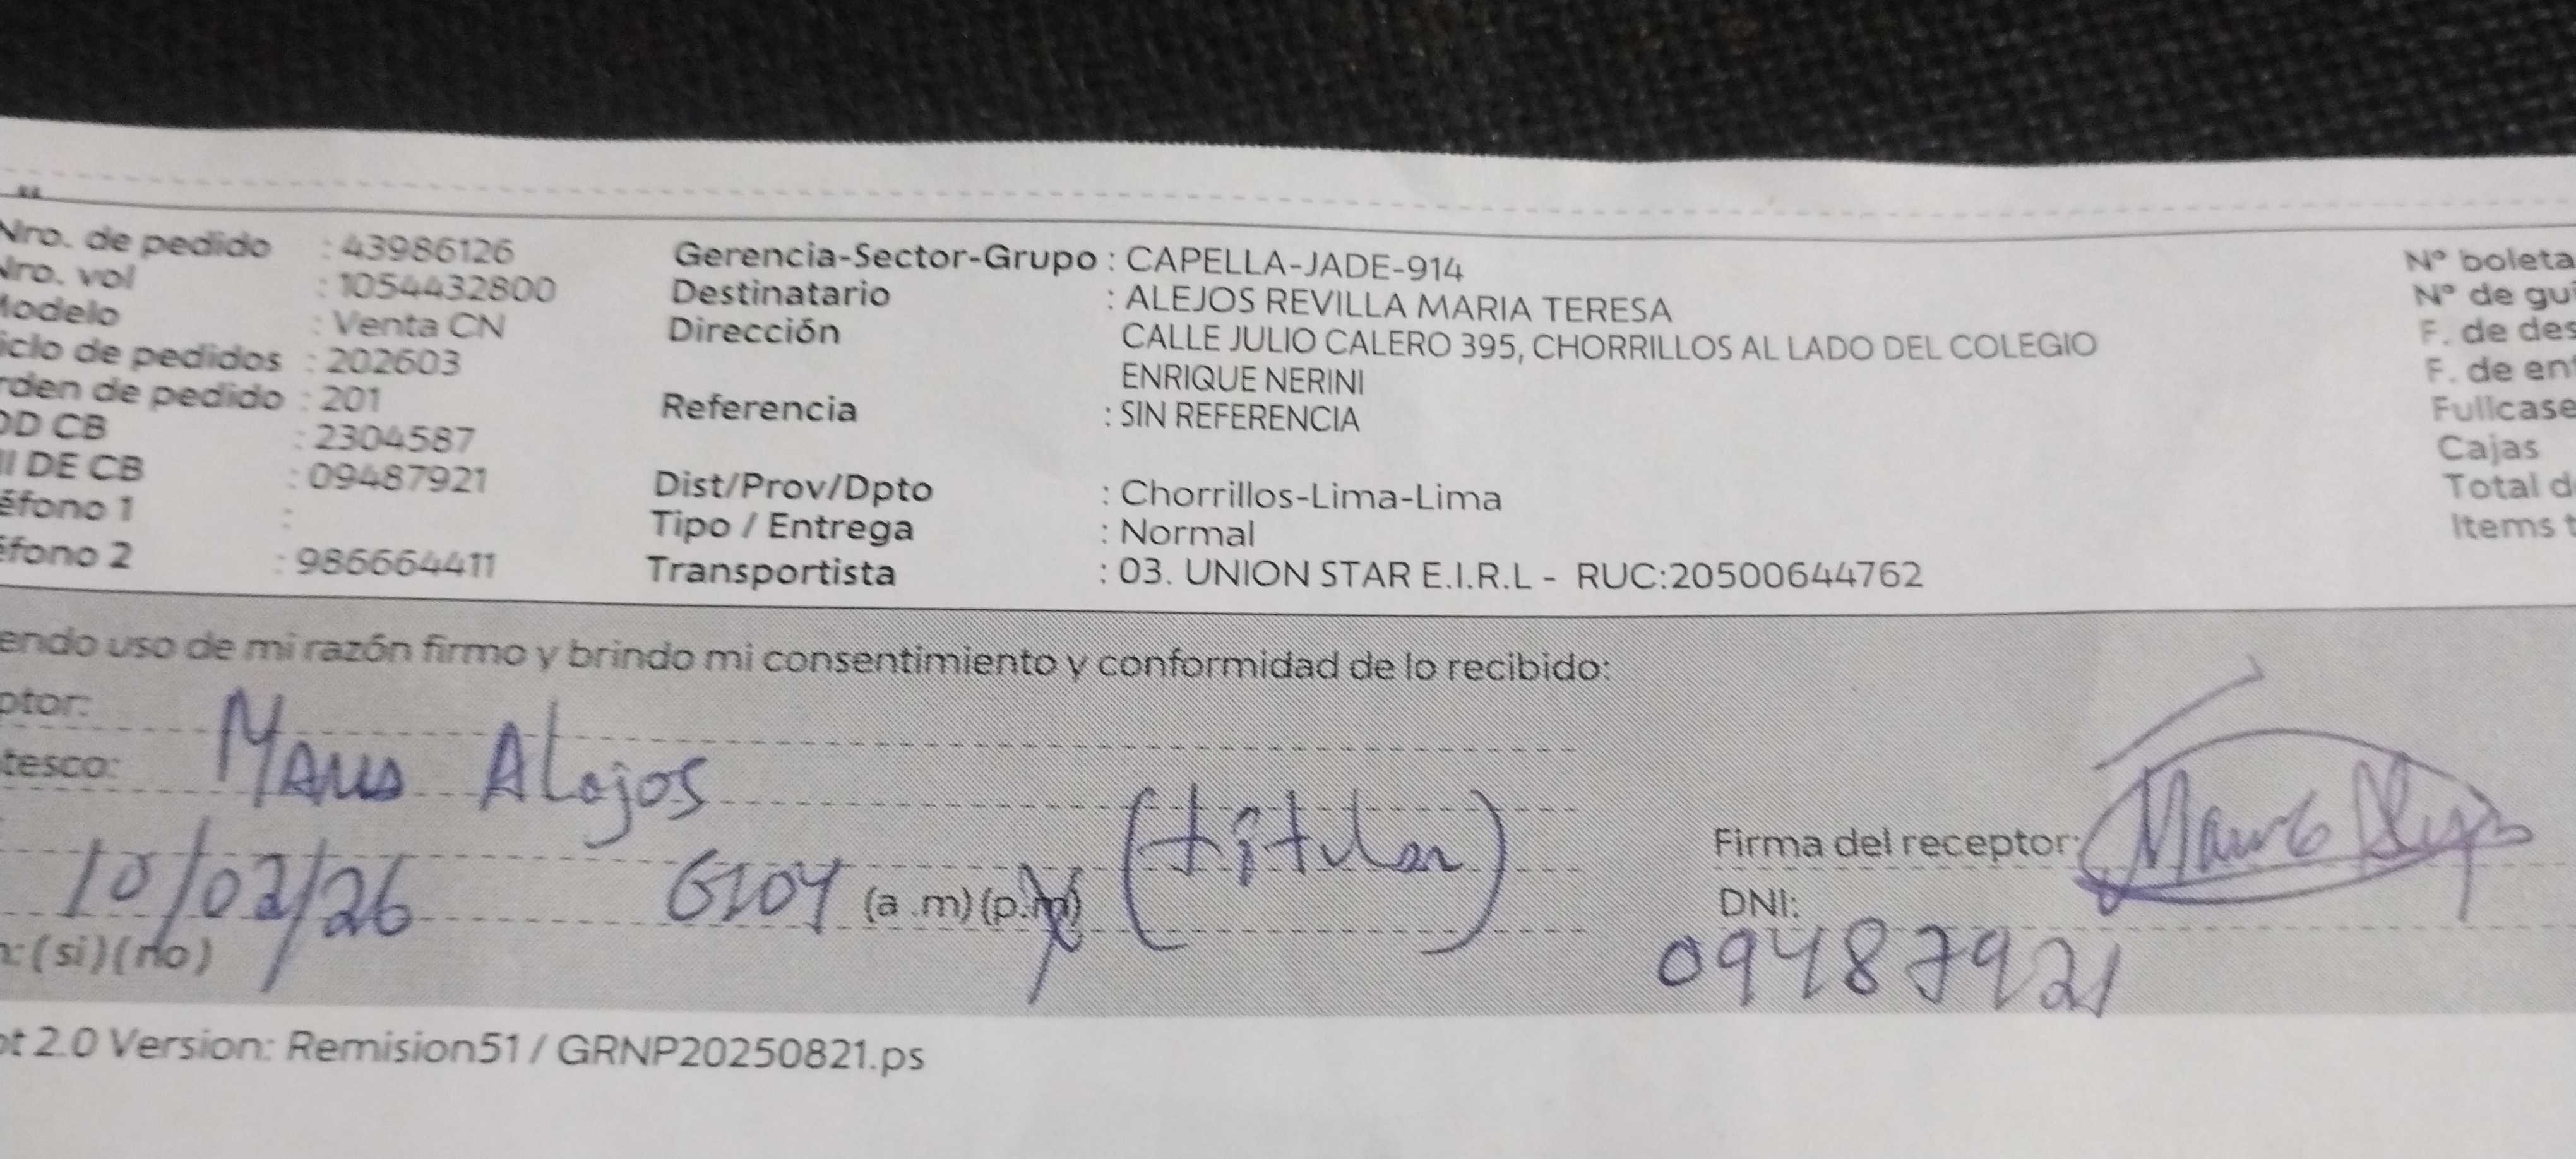 Nro. de pedido : 43986126
Nro. vol : 1054432800
Modelo : Venta CN
iclo de pedidos : 202603
rden de pedido : 201
OD CB : 2304587
II DE CB : 09487921
éfono 1 :
éfono 2 : 986664411
Gerencia-Sector-Grupo : CAPELLA-JADE-914
Destinatario : ALEJOS REVILLA MARIA TERESA
Dirección CALLE JULIO CALERO 395, CHORRILLOS AL LADO DEL COLEGIO
ENRIQUE NERINI
Referencia : SIN REFERENCIA
Dist/Prov/Dpto : Chorrillos-Lima-Lima
Tipo / Entrega : Normal
Transportista : 03. UNION STAR E.I.R.L - RUC:20500644762
Nº boleta
Nº de gui
F. de des
F. de ent
Fullcase
Cajas
Total d
Items t
endo uso de mi razón firmo y brindo mi consentimiento y conformidad de lo recibido:
ptor:
tesco: Alejos
(titular)
10/02/26 (a .m) (p.m)
n: (si) (no)
Firma del receptor:
DNI:
09487921
pt 2.0 Version: Remision51 / GRNP20250821.ps